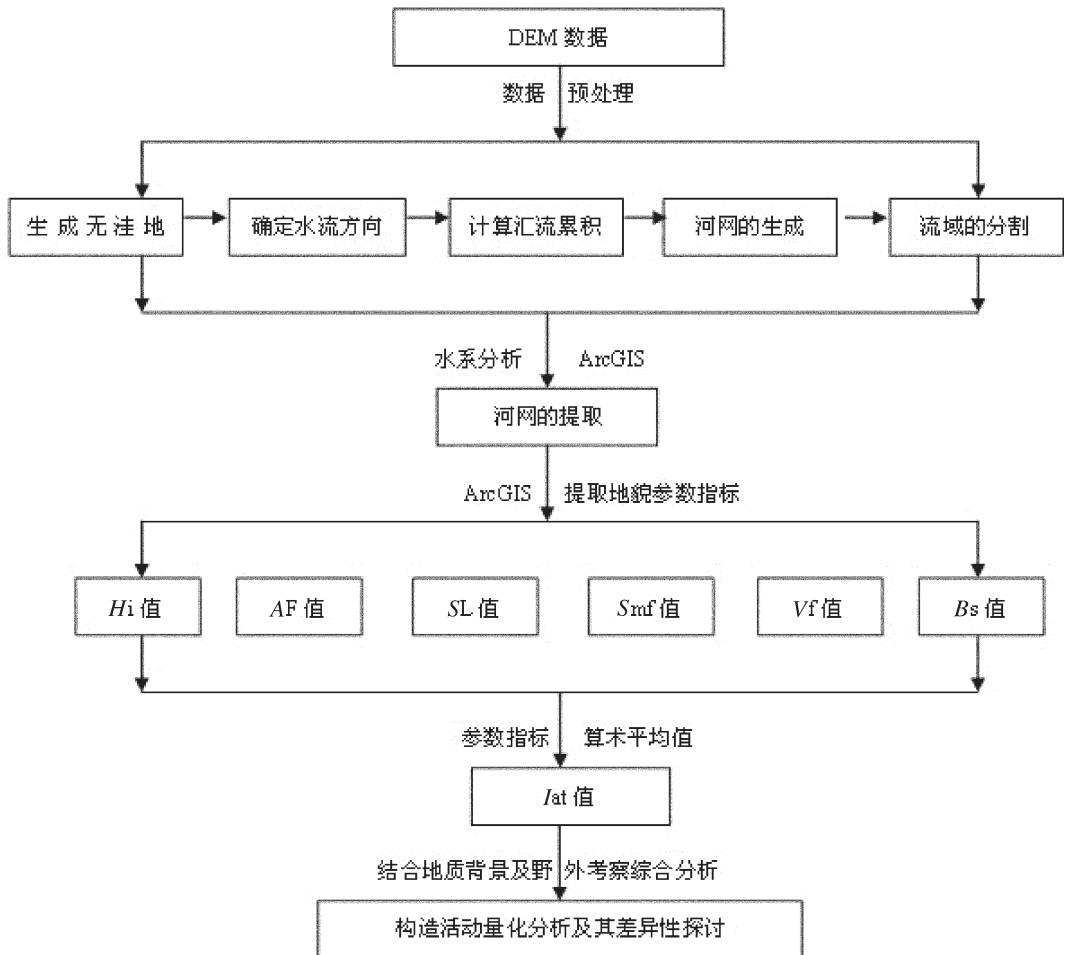 DEM 数据
数据 预处理
生成无洼地
确定水流方向
计算汇流累积
河网的生成
流域的分割
水系分析 ArcGIS
河网的提取
ArcGIS 提取地貌参数指标
Hi 值
AF 值
SL 值
Smf 值
Vf 值
Bs 值
参数指标 算术平均值
Iat 值
结合地质背景及野 外考察综合分析
构造活动量化分析及其差异性探讨